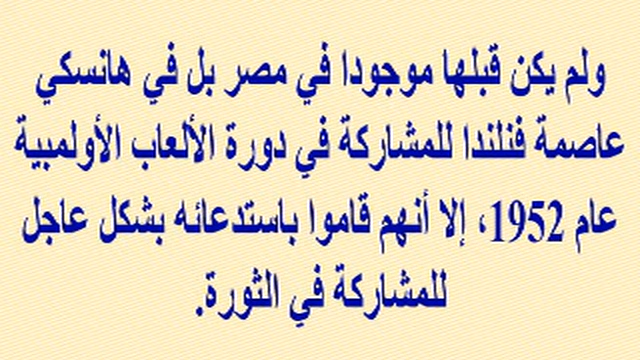 ولم يكن قبلها موجودا في مصر بل في هانسكي
عاصمة فنلندا للمشاركة في دورة الألعاب الأولمبية
عام 1952، إلا أنهم قاموا باستدعائه بشكل عاجل
للمشاركة في الثورة.